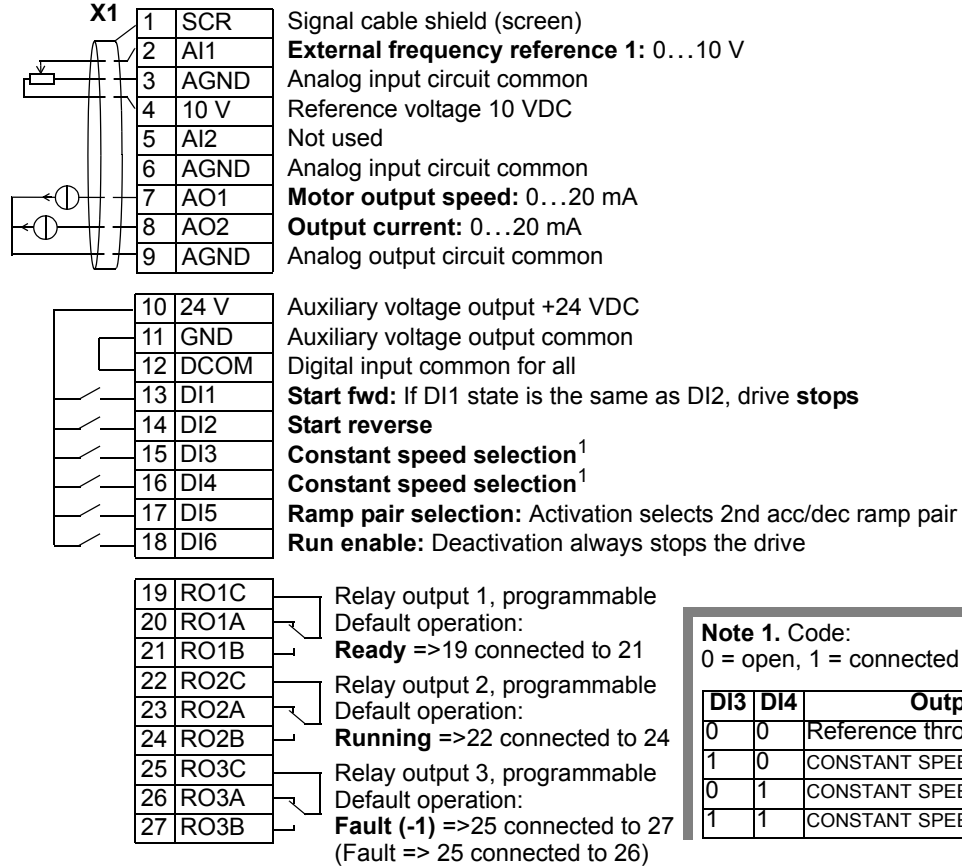 X1
1 SCR Signal cable shield (screen)
2 AI1 External frequency reference 1: 0…10 V
3 AGND Analog input circuit common
4 10 V Reference voltage 10 VDC
5 AI2 Not used
6 AGND Analog input circuit common
7 AO1 Motor output speed: 0…20 mA
8 AO2 Output current: 0…20 mA
9 AGND Analog output circuit common
10 24 V Auxiliary voltage output +24 VDC
11 GND Auxiliary voltage output common
12 DCOM Digital input common for all
13 DI1 Start fwd: If DI1 state is the same as DI2, drive stops
14 DI2 Start reverse
15 DI3 Constant speed selection1
16 DI4 Constant speed selection1
17 DI5 Ramp pair selection: Activation selects 2nd acc/dec ramp pair
18 DI6 Run enable: Deactivation always stops the drive
19 RO1C Relay output 1, programmable
20 RO1A Default operation:
21 RO1B Ready =>19 connected to 21
22 RO2C Relay output 2, programmable
23 RO2A Default operation:
24 RO2B Running =>22 connected to 24
25 RO3C Relay output 3, programmable
26 RO3A Default operation:
27 RO3B Fault (-1) =>25 connected to 27
(Fault => 25 connected to 26)
Note 1. Code:
0 = open, 1 = connected
DI3 DI4
0 0 Reference
1 0 CONSTANT
0 1 CONSTANT
1 1 CONSTANT